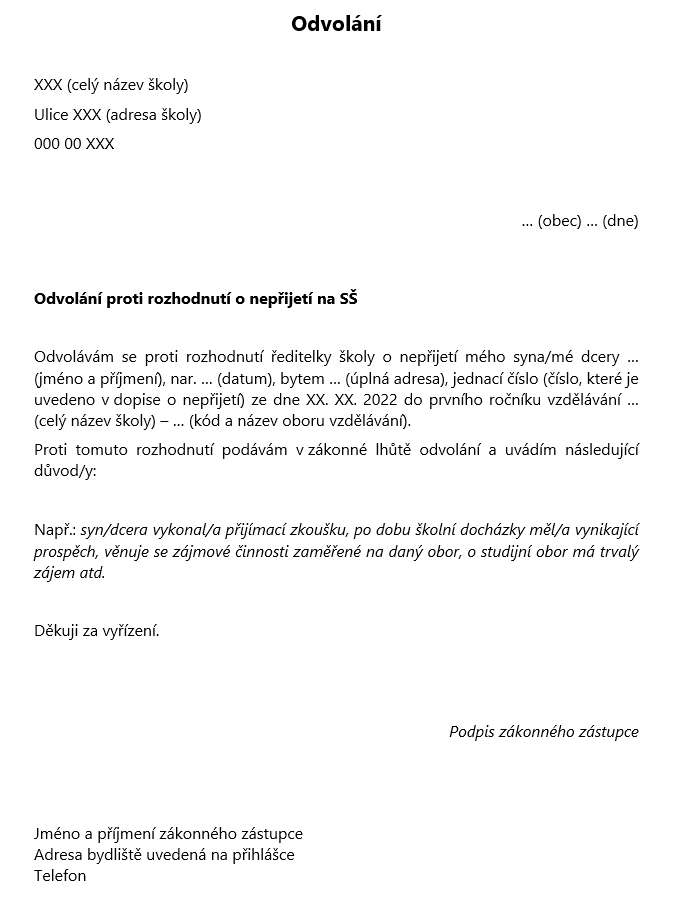 Odvolání
XXX (celý název školy)
Ulice XXX (adresa školy)
000 00 XXX
... (obec) ... (dne)
Odvolání proti rozhodnutí o nepřijetí na SŠ
Odvolávám se proti rozhodnutí ředitelky školy o nepřijetí mého syna/mé dcery ...
(jméno a příjmení), nar. ... (datum), bytem ... (úplná adresa), jednací číslo (číslo, které je
uvedeno v dopise o nepřijetí) ze dne XX. XX. 2022 do prvního ročníku vzdělávání ...
(celý název školy) – ... (kód a název oboru vzdělávání).
Proti tomuto rozhodnutí podávám v zákonné lhůtě odvolání a uvádím následující
důvod/y:
Např.: syn/dcera vykonal/a přijímací zkoušku, po dobu školní docházky měl/a vynikající
prospěch, věnuje se zájmové činnosti zaměřené na daný obor, o studijní obor má trvalý
zájem atd.
Děkuji za vyřízení.
Podpis zákonného zástupce
Jméno a příjmení zákonného zástupce
Adresa bydliště uvedená na přihlášce
Telefon